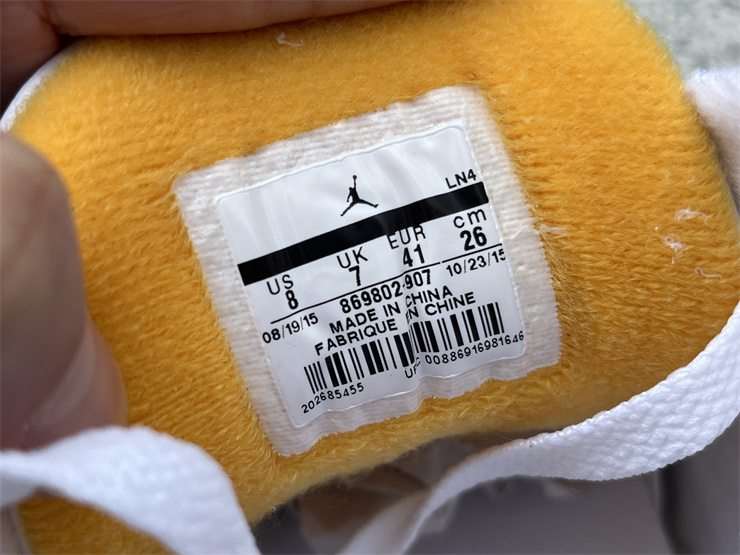 LN4
US UK EUR cm
8 7 41 26
08/19/15 869802-907 10/23/15
MADE IN CHINA
FABRIQUE EN CHINE
202685455 UPC 00886916981646